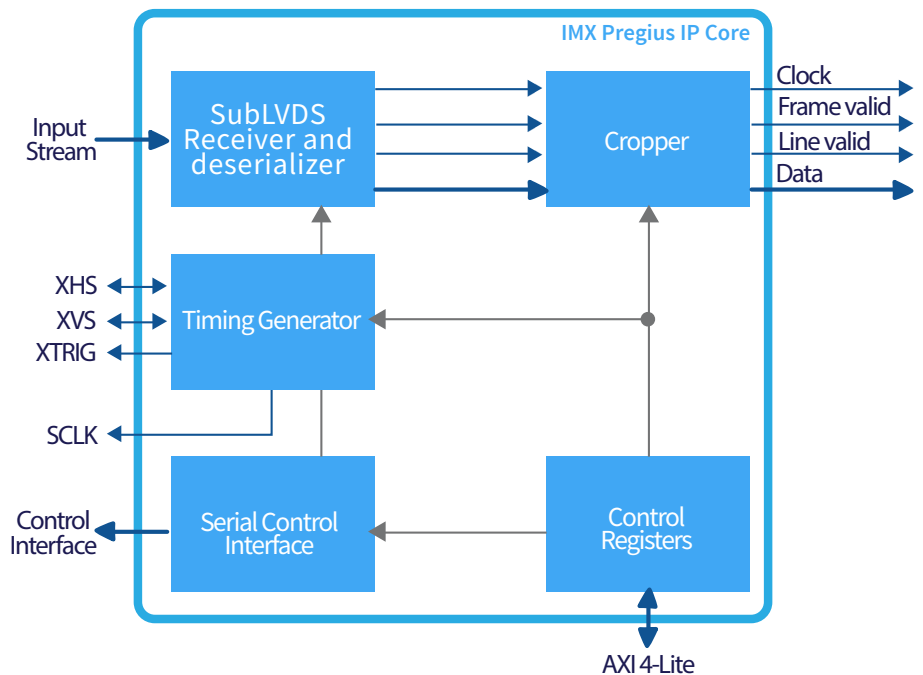 IMX Pregius IP Core
Clock
Frame valid
Line valid
Data
Input
Stream
SubLVDS
Receiver and
deserializer
Cropper
XHS
XVS
XTRIG
Timing Generator
SCLK
Control
Interface
Serial Control
Interface
Control
Registers
AXI 4-Lite